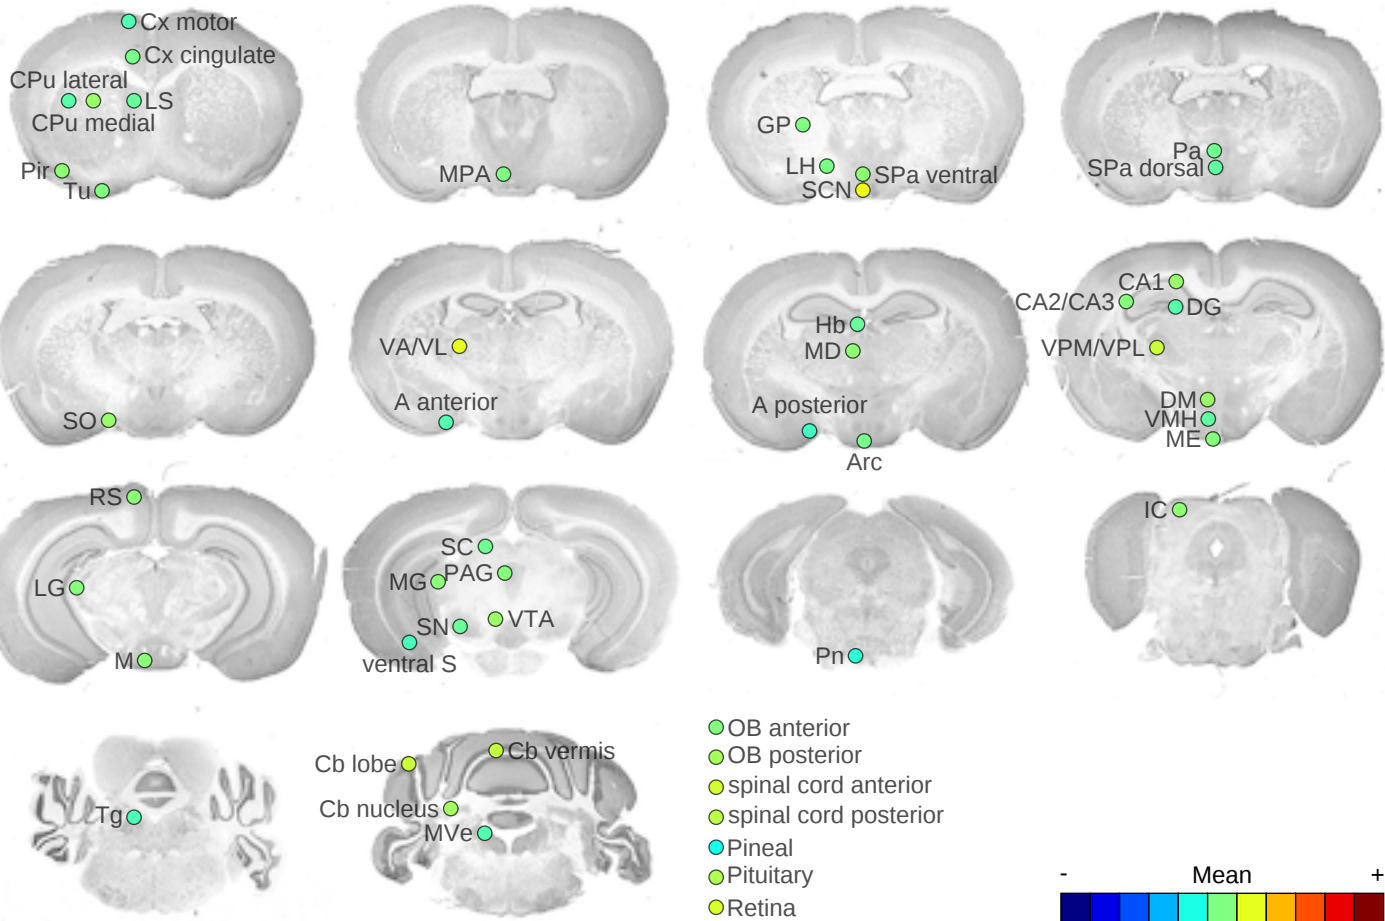 Cx motor
Cx cingulate
CPu lateral
LS
CPu medial
Pir
Tu
MPA
GP
LH
SPa ventral
SCN
Pa
SPa dorsal
SO
VA/VL
A anterior
Hb
MD
A posterior
Arc
CA1
CA2/CA3
DG
VPM/VPL
DM
VMH
ME
RS
LG
M
SC
MG
PAG
SN
VTA
ventral S
Pn
IC
Tg
Cb lobe
Cb vermis
Cb nucleus
MVe
OB anterior
OB posterior
spinal cord anterior
spinal cord posterior
Pineal
Pituitary
Retina
- Mean +